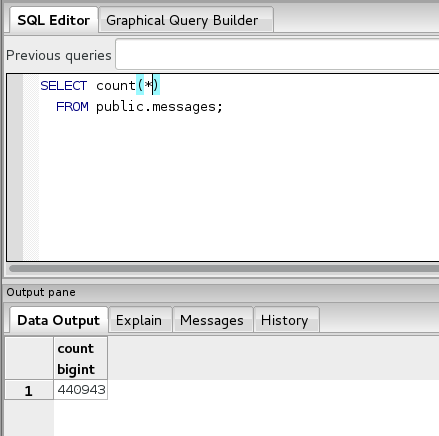 SQL Editor Graphical Query Builder
Previous queries
SELECT count(*)
FROM public.messages;
Output pane
Data Output Explain Messages History
count
bigint
1 440943